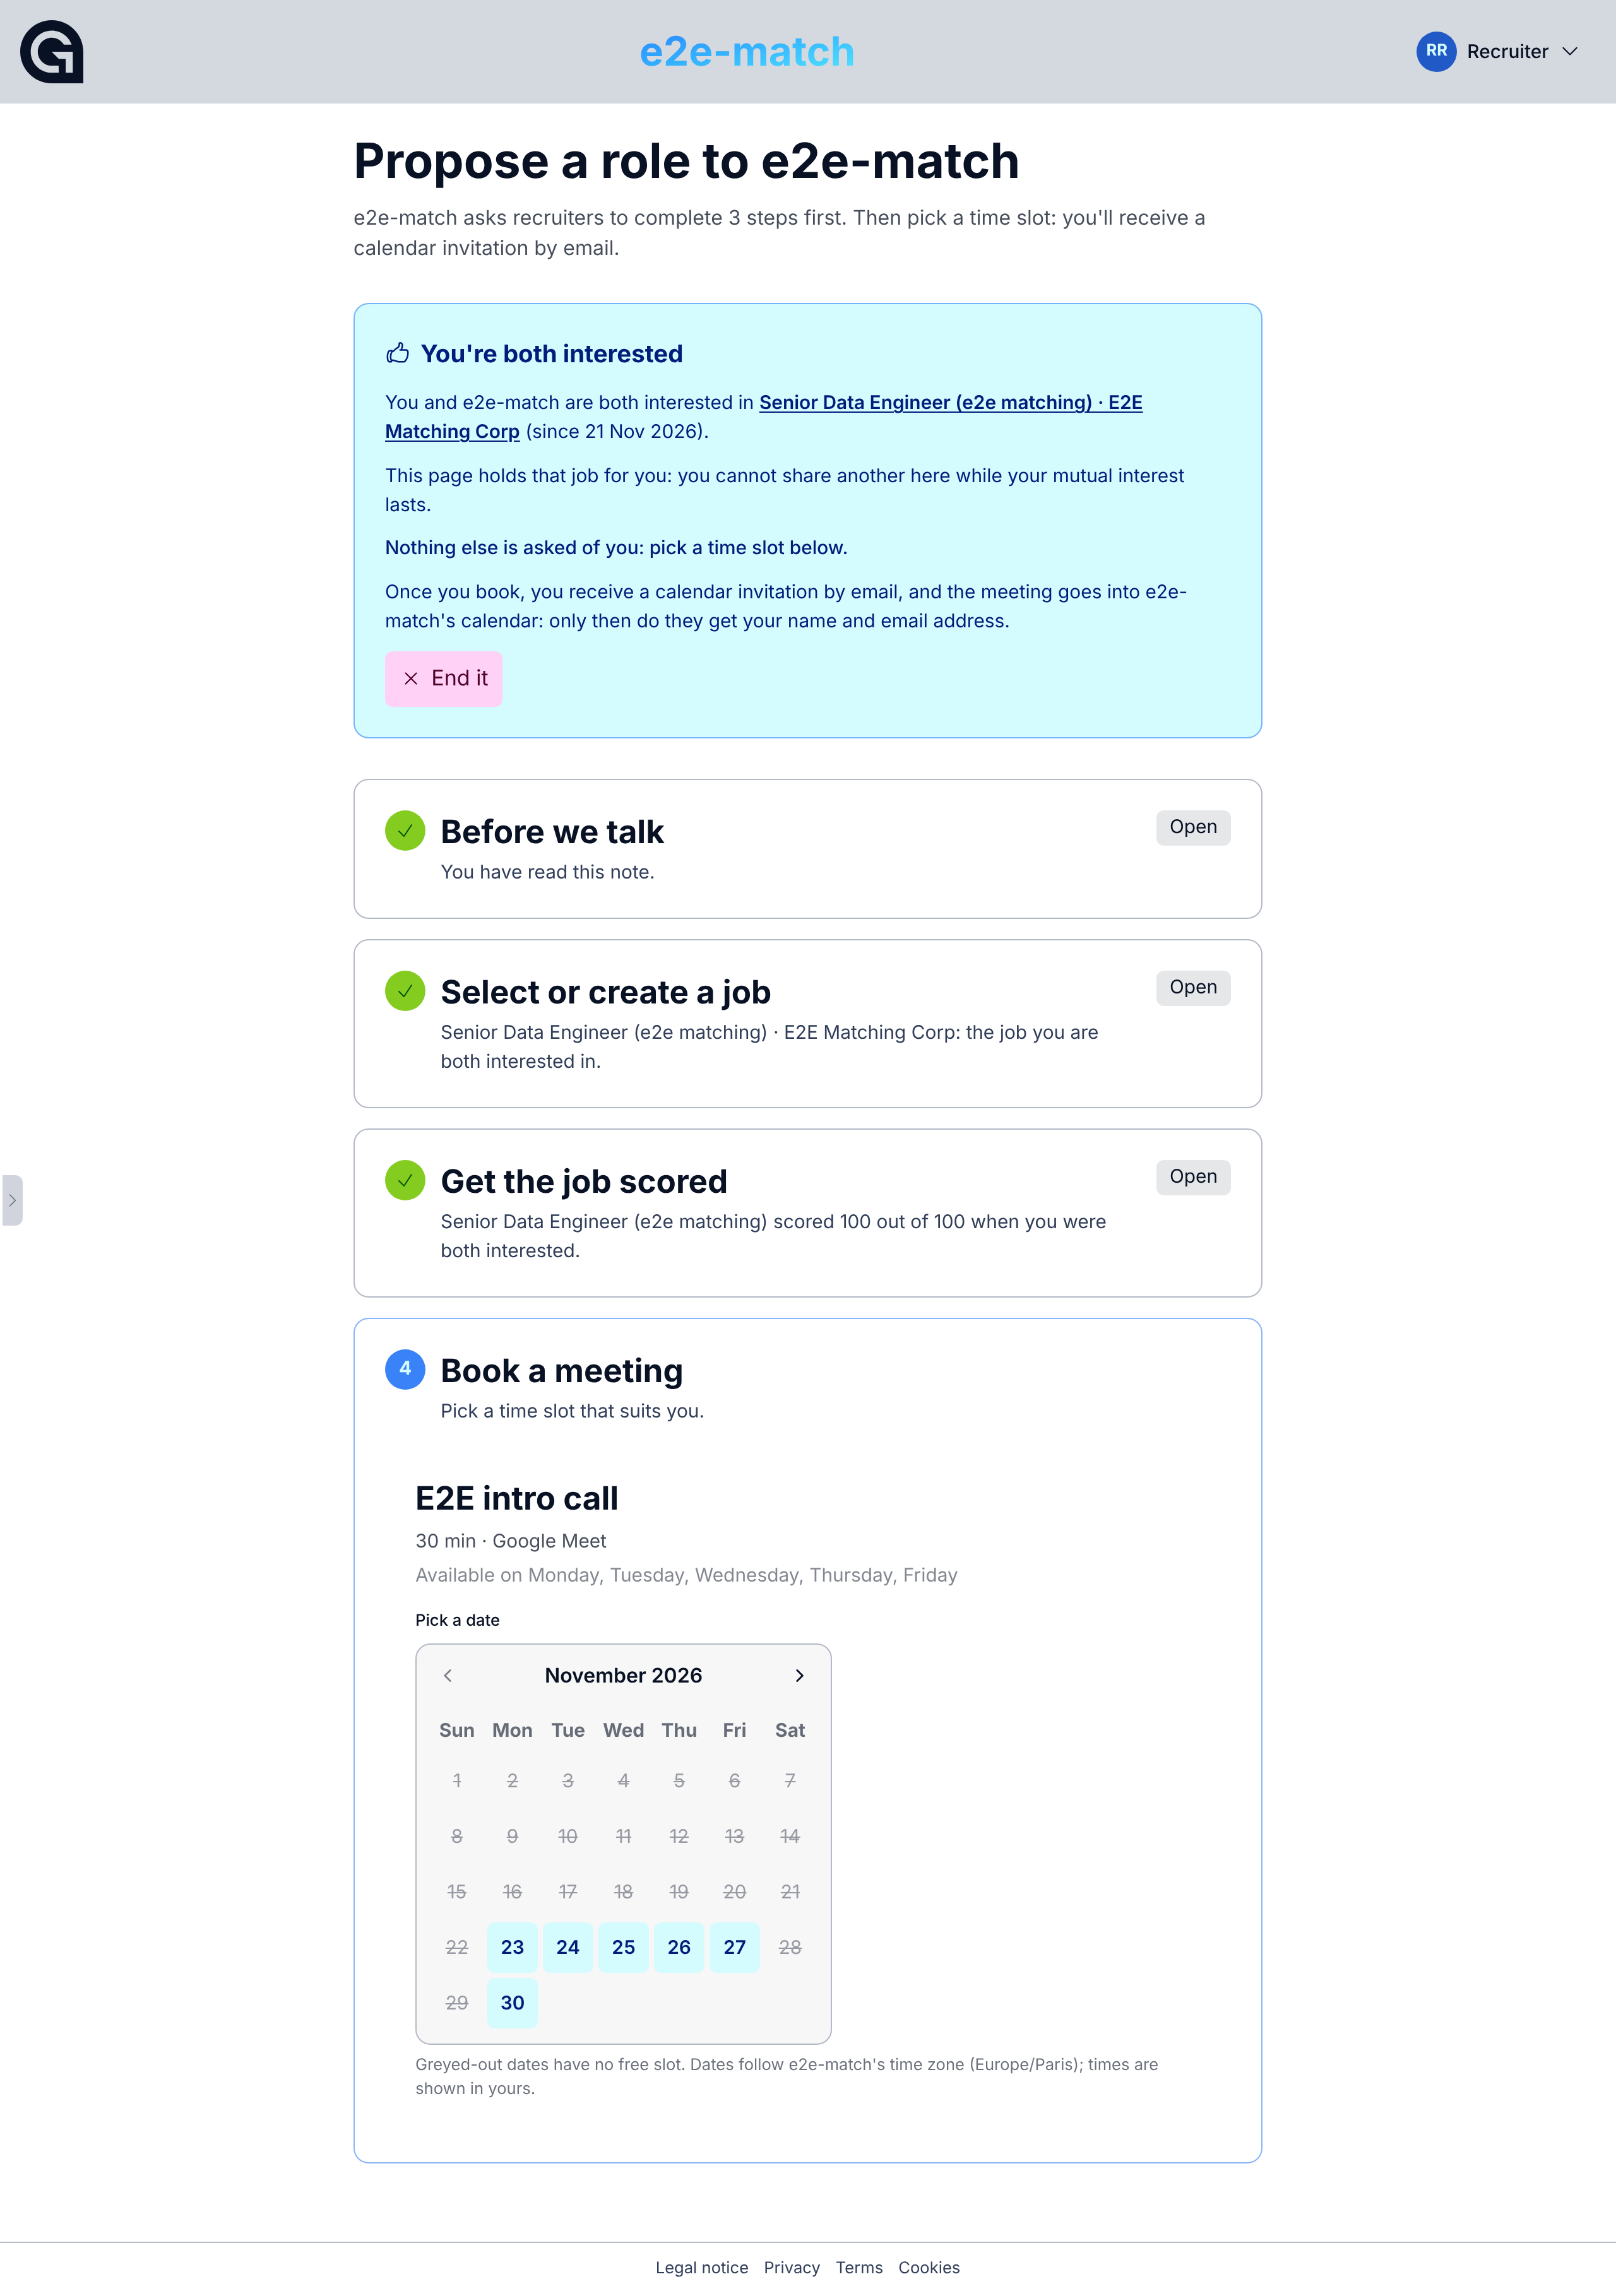 e2e-match
RR Recruiter
Propose a role to e2e-match
e2e-match asks recruiters to complete 3 steps first. Then pick a time slot: you'll receive a
calendar invitation by email.
You're both interested
You and e2e-match are both interested in Senior Data Engineer (e2e matching) · E2E
Matching Corp (since 21 Nov 2026).
This page holds that job for you: you cannot share another here while your mutual interest
lasts.
Nothing else is asked of you: pick a time slot below.
Once you book, you receive a calendar invitation by email, and the meeting goes into e2e-
match's calendar: only then do they get your name and email address.
End it
Before we talk
Open
You have read this note.
Select or create a job
Open
Senior Data Engineer (e2e matching) · E2E Matching Corp: the job you are
both interested in.
Get the job scored
Open
Senior Data Engineer (e2e matching) scored 100 out of 100 when you were
both interested.
4 Book a meeting
Pick a time slot that suits you.
E2E intro call
30 min · Google Meet
Available on Monday, Tuesday, Wednesday, Thursday, Friday
Pick a date
November 2026
Sun Mon Tue Wed Thu Fri Sat
1 2 3 4 5 6 7
8 9 10 11 12 13 14
15 16 17 18 19 20 21
22 23 24 25 26 27 28
29 30
Greyed-out dates have no free slot. Dates follow e2e-match's time zone (Europe/Paris); times are
shown in yours.
Legal notice Privacy Terms Cookies